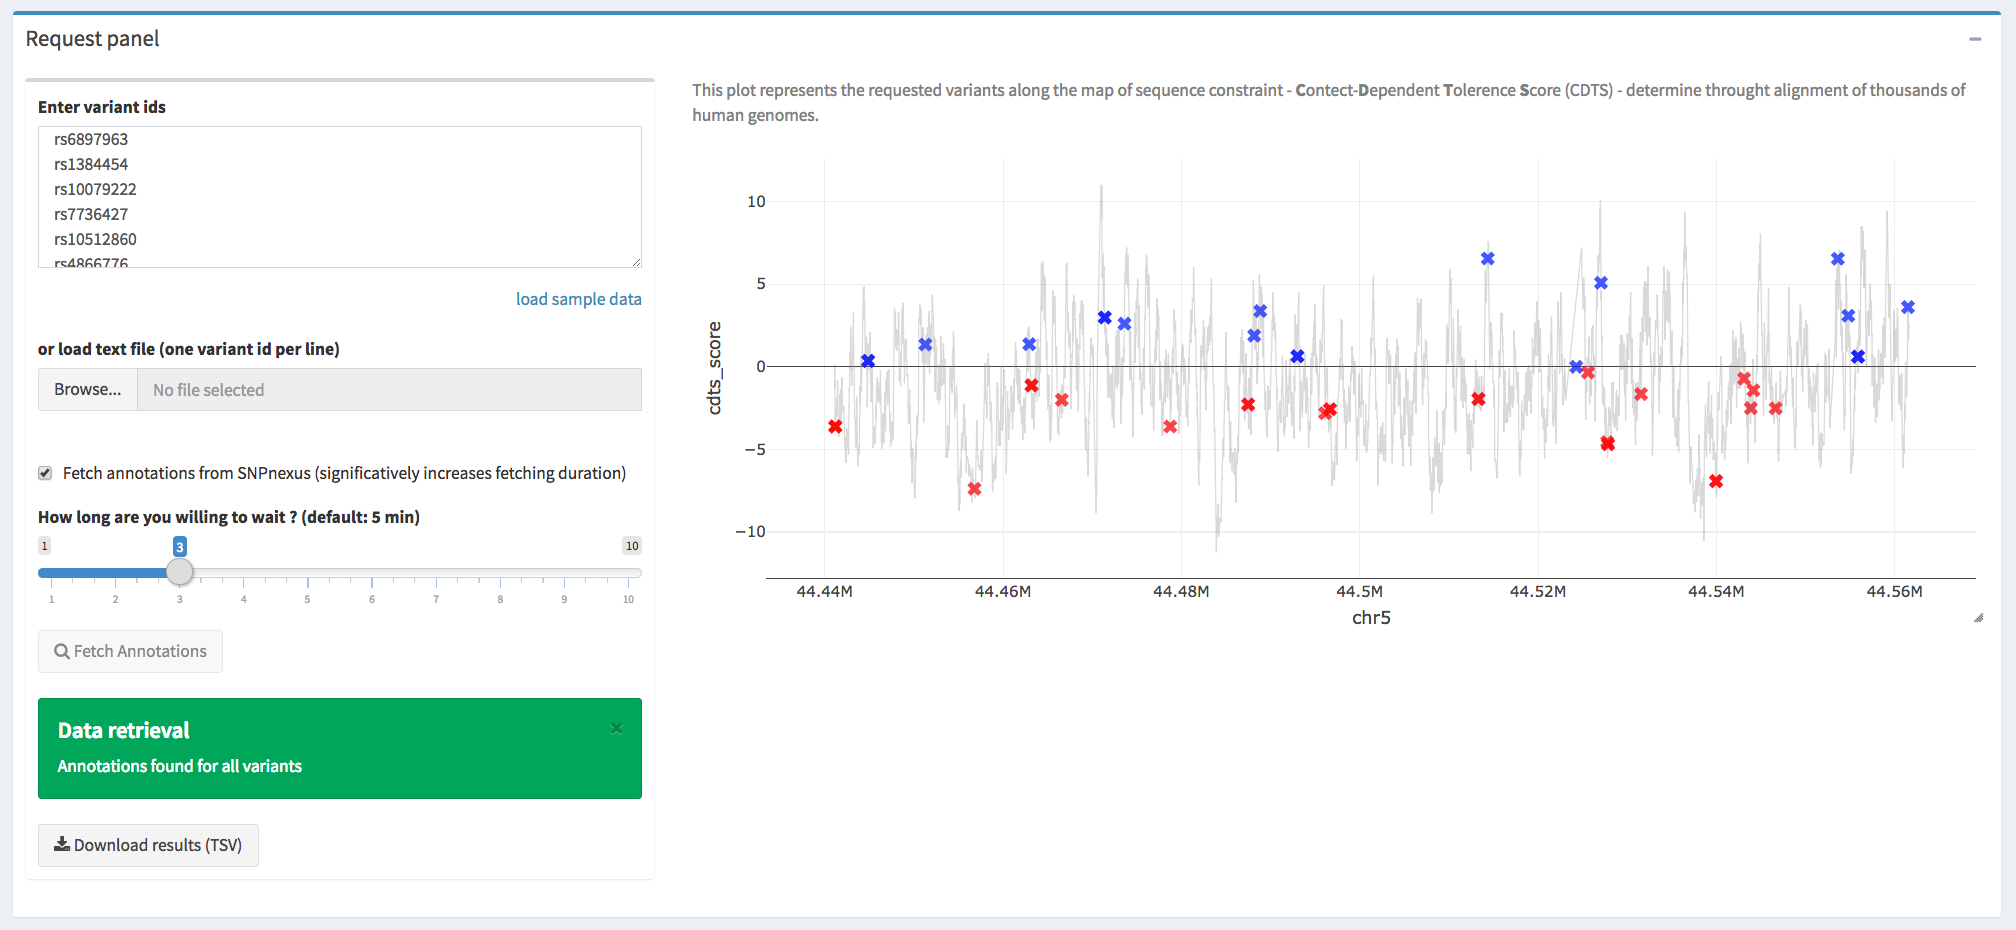 Request panel
Enter variant ids
rs6897963
rs1384454
rs10079222
rs7736427
rs10512860
rs4866776
load sample data
or load text file (one variant id per line)
Browse... No file selected
Fetch annotations from SNPnexus (significatively increases fetching duration)
How long are you willing to wait ? (default: 5 min)
1 3 10
1 2 3 4 5 6 7 8 9 10
Fetch Annotations
Data retrieval
Annotations found for all variants
Download results (TSV)
This plot represents the requested variants along the map of sequence constraint - Contect-Dependent Tolerence Score (CDTS) - determine throught alignment of thousands of
human genomes.
cdts_score
10
5
0
−5
−10
44.44M 44.46M 44.48M 44.5M 44.52M 44.54M 44.56M
chr5